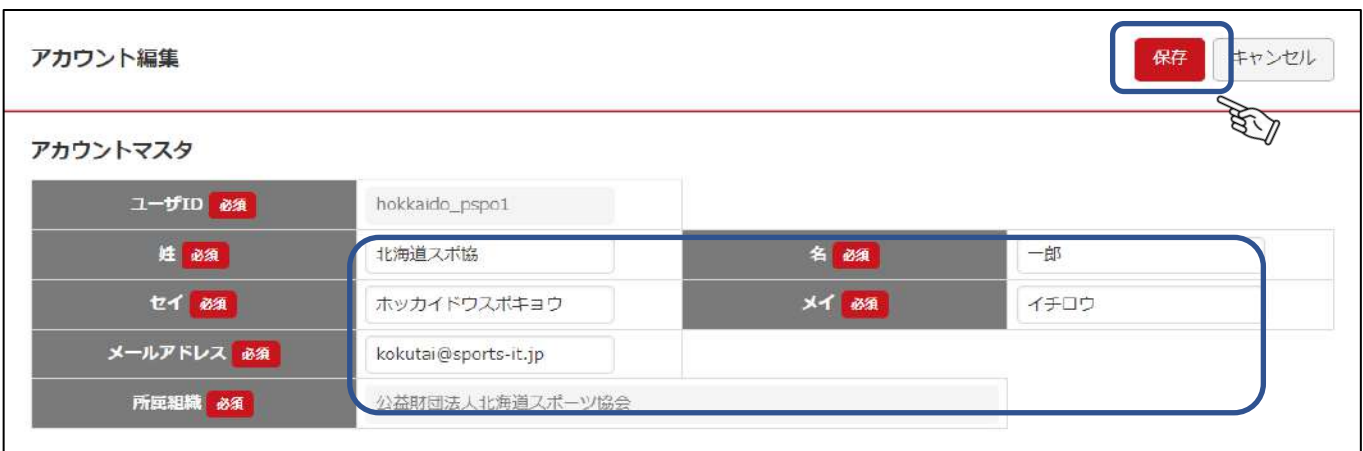 アカウント編集 保存 キャンセル
アカウントマスタ
ユーザID 必須 hokkaido_pspo1
姓 必須 北海道スポ協 名 必須 一郎
セイ 必須 ホッカイドウスポキョウ メイ 必須 イチロウ
メールアドレス 必須 kokutai@sports-it.jp
所属組織 必須 公益財団法人北海道スポーツ協会